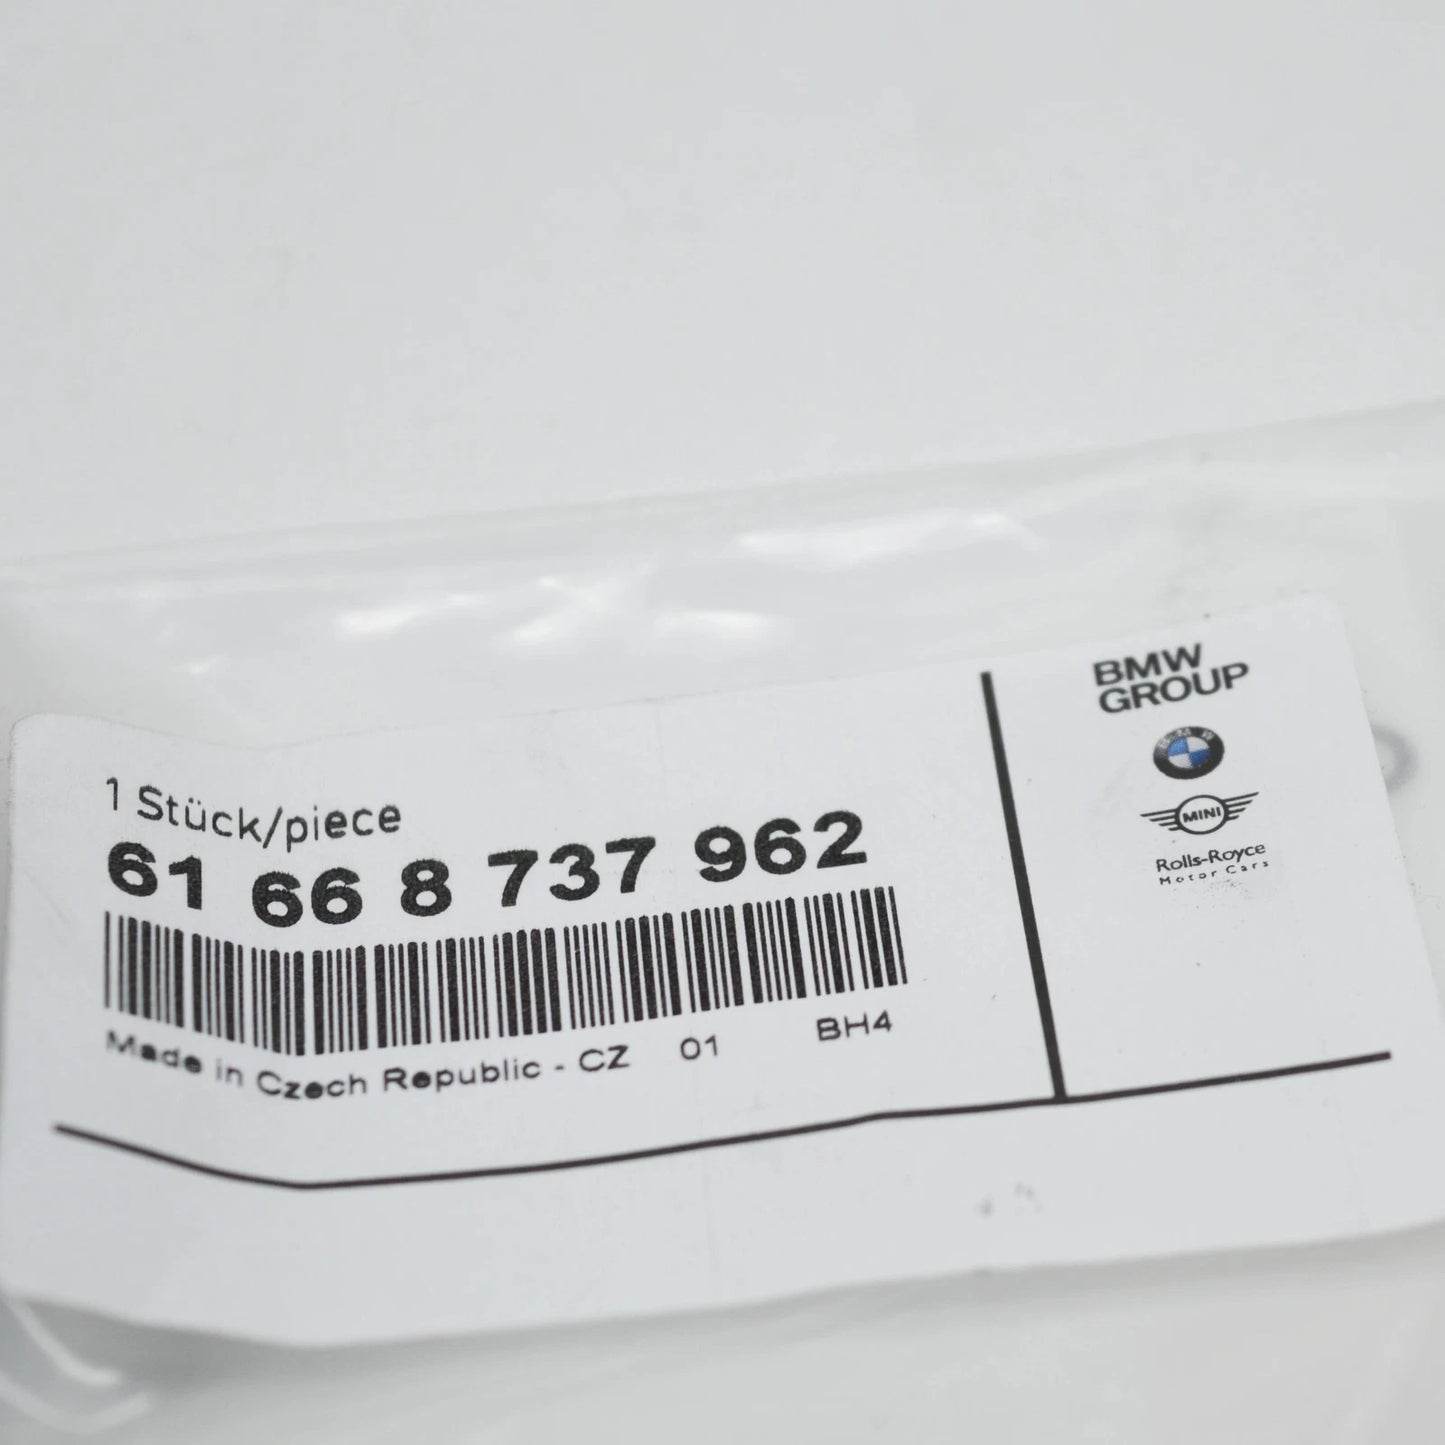 1 Stück/piece
61 66 8 737 962
Made in Czech Republic - CZ 01 BH4
BMW
GROUP
BMW
MINI
Rolls-Royce
Motor Cars